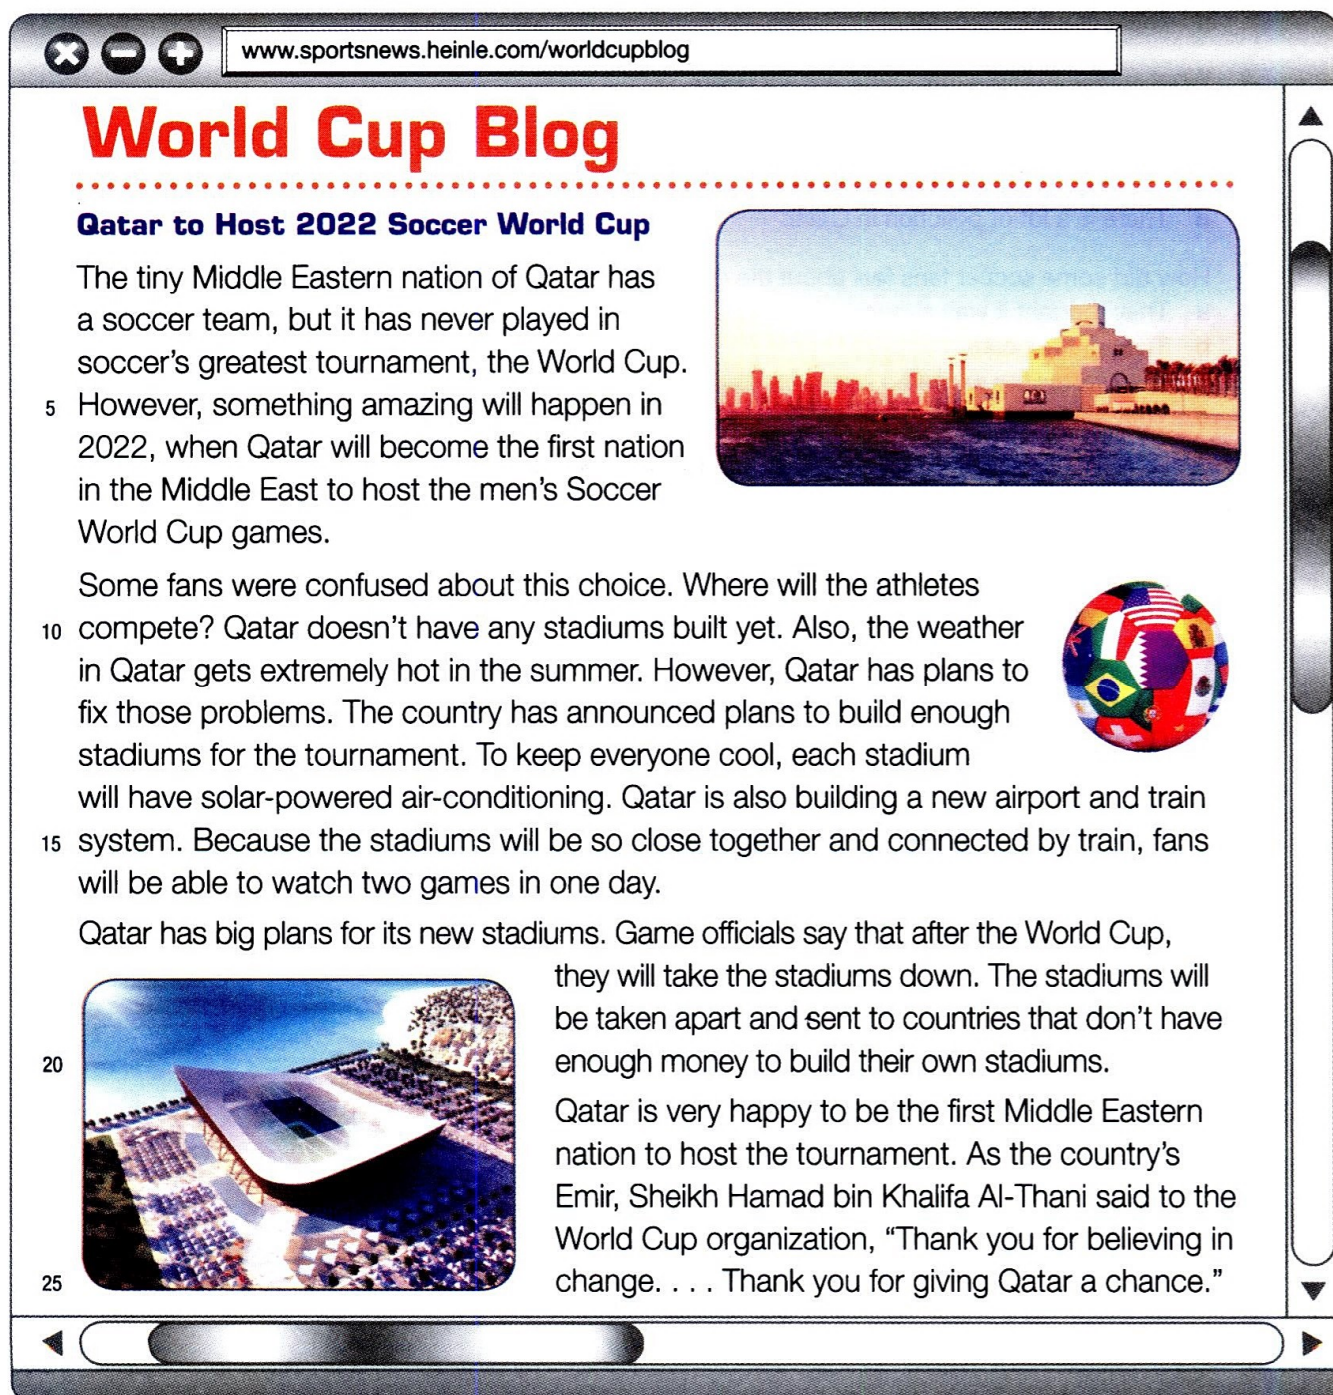 www.sportsnews.heinle.com/worldcupblog
World Cup Blog
Qatar to Host 2022 Soccer World Cup
The tiny Middle Eastern nation of Qatar has
a soccer team, but it has never played in
soccer's greatest tournament, the World Cup.
5 However, something amazing will happen in
2022, when Qatar will become the first nation
in the Middle East to host the men's Soccer
World Cup games.
Some fans were confused about this choice. Where will the athletes
10 compete? Qatar doesn't have any stadiums built yet. Also, the weather
in Qatar gets extremely hot in the summer. However, Qatar has plans to
fix those problems. The country has announced plans to build enough
stadiums for the tournament. To keep everyone cool, each stadium
will have solar-powered air-conditioning. Qatar is also building a new airport and train
15 system. Because the stadiums will be so close together and connected by train, fans
will be able to watch two games in one day.
Qatar has big plans for its new stadiums. Game officials say that after the World Cup,
they will take the stadiums down. The stadiums will
be taken apart and sent to countries that don't have
20 enough money to build their own stadiums.
Qatar is very happy to be the first Middle Eastern
nation to host the tournament. As the country's
Emir, Sheikh Hamad bin Khalifa Al-Thani said to the
World Cup organization, "Thank you for believing in
25 change. . . . Thank you for giving Qatar a chance."